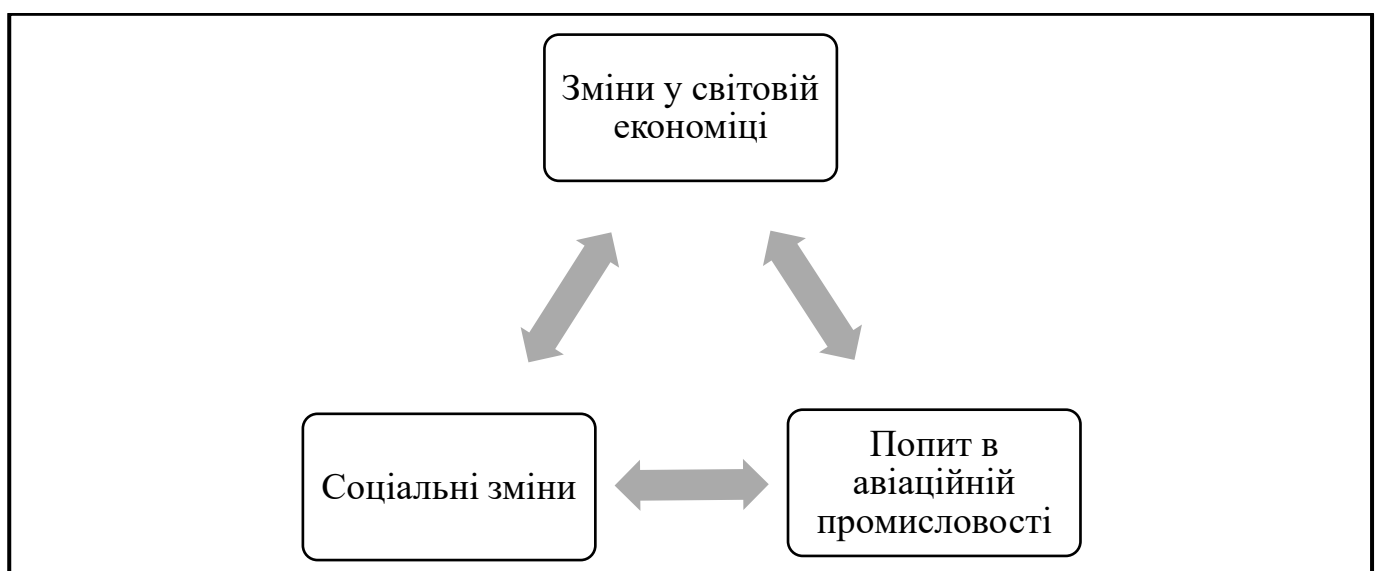 Зміни у світовій
економіці
Соціальні зміни
Попит в
авіаційній
промисловості